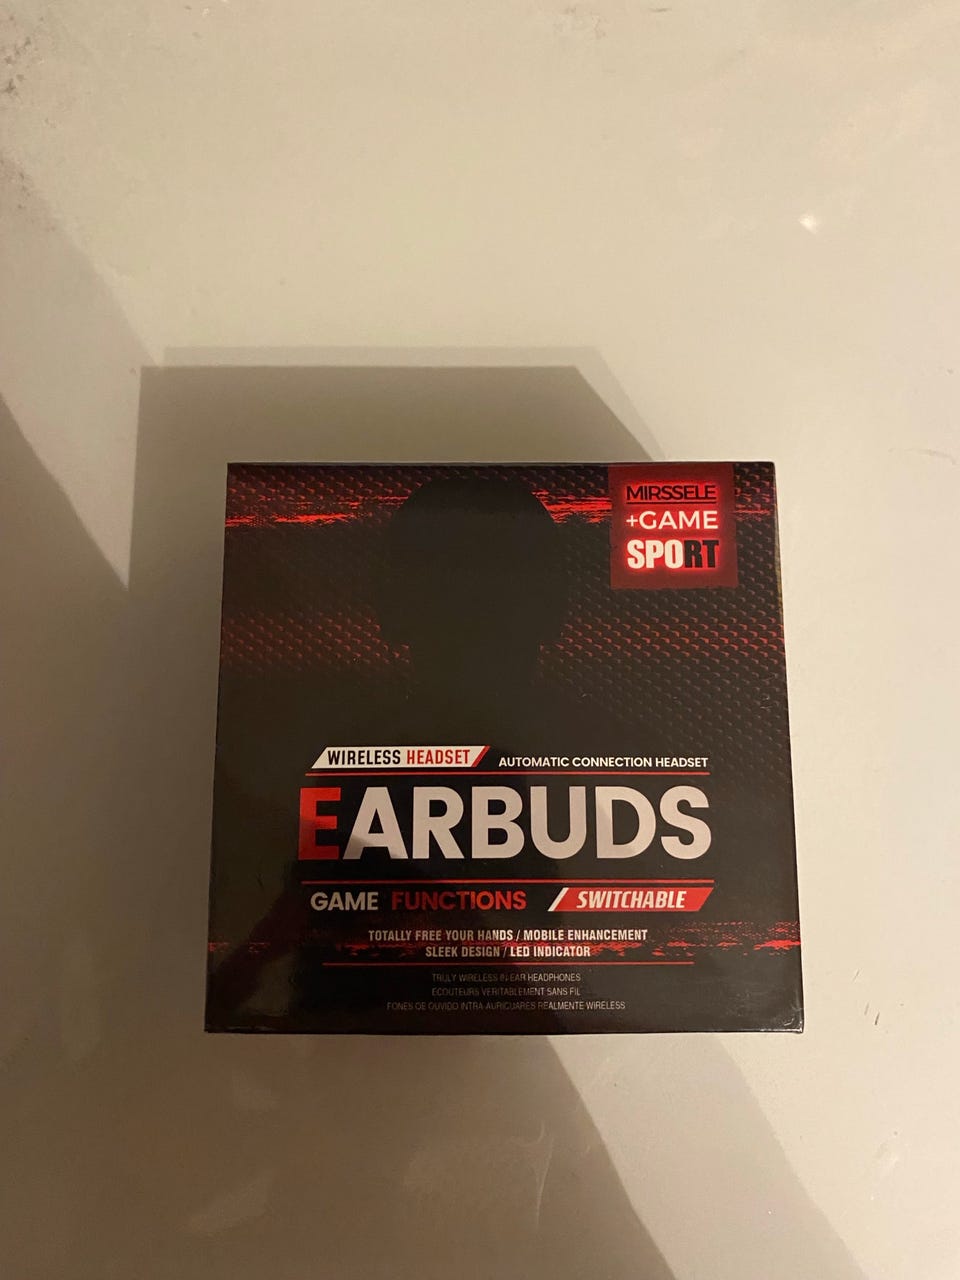 MIRSSELE
+GAME
SPORT
WIRELESS HEADSET
AUTOMATIC CONNECTION HEADSET
EARBUDS
GAME FUNCTIONS
SWITCHABLE
TOTALLY FREE YOUR HANDS / MOBILE ENHANCEMENT
SLEEK DESIGN / LED INDICATOR
TRULY WIRELESS IN-EAR HEADPHONES
ECOUTEURS VERITABLEMENT SANS FIL
FONES DE OUVIDO INTRA-AURICUARES REALMENTE WIRELESS